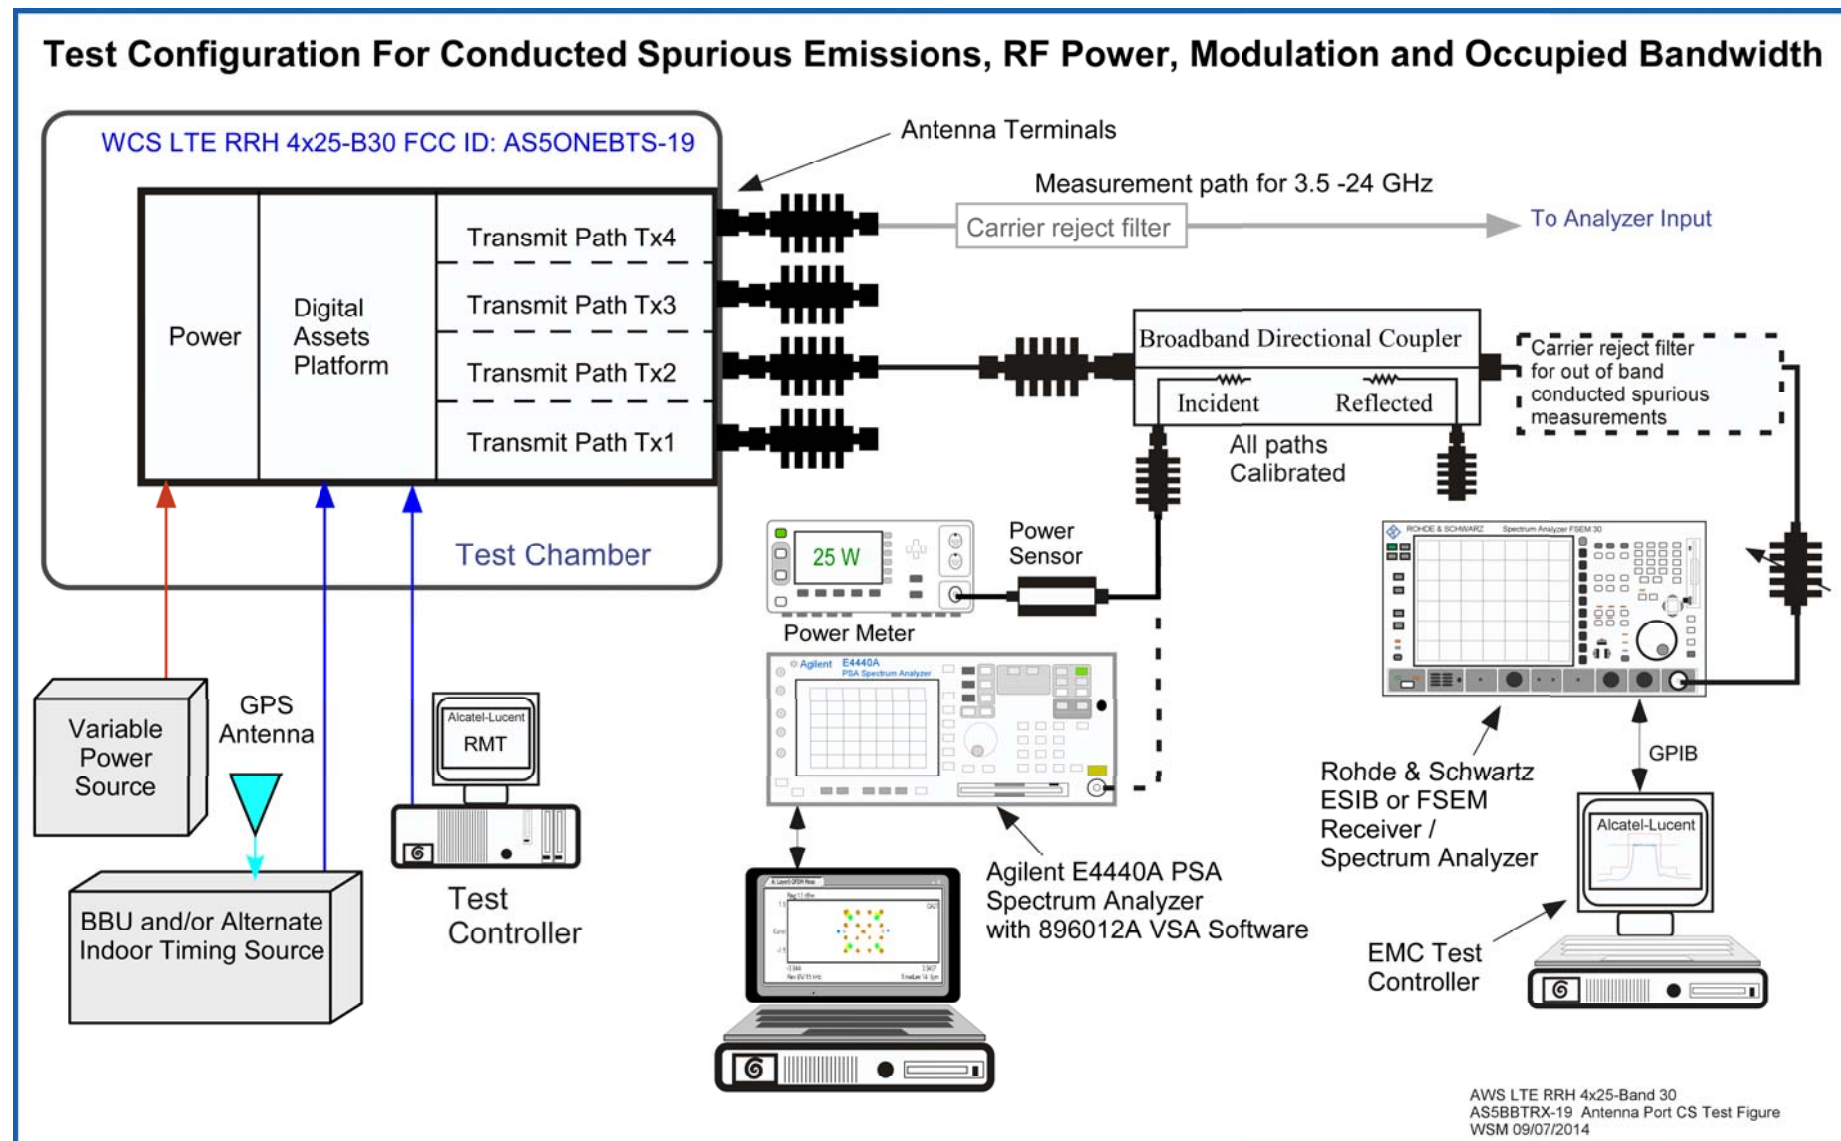 Test Configuration For Conducted Spurious Emissions, RF Power, Modulation and Occupied Bandwidth
WCS LTE RRH 4x25-B30 FCC ID: AS5ONEBTS-19
Antenna Terminals
Measurement path for 3.5 -24 GHz
Carrier reject filter
To Analyzer Input
Power
Digital
Assets
Platform
Transmit Path Tx4
Transmit Path Tx3
Transmit Path Tx2
Transmit Path Tx1
Test Chamber
Broadband Directional Coupler
Incident
Reflected
All paths
Calibrated
Carrier reject filter
for out of band
conducted spurious
measurements
25 W
Power Meter
Power
Sensor
Agilent E4440A
PSA Spectrum Analyzer
ROHDE & SCHWARZ Spectrum Analyzer FSEM 30
Variable
Power
Source
GPS
Antenna
BBU and/or Alternate
Indoor Timing Source
Alcatel-Lucent
RMT
Test
Controller
Agilent E4440A PSA
Spectrum Analyzer
with 896012A VSA Software
Rohde & Schwartz
ESIB or FSEM
Receiver /
Spectrum Analyzer
GPIB
Alcatel-Lucent
EMC Test
Controller
AWS LTE RRH 4x25-Band 30
AS5BBTRX-19 Antenna Port CS Test Figure
WSM 09/07/2014